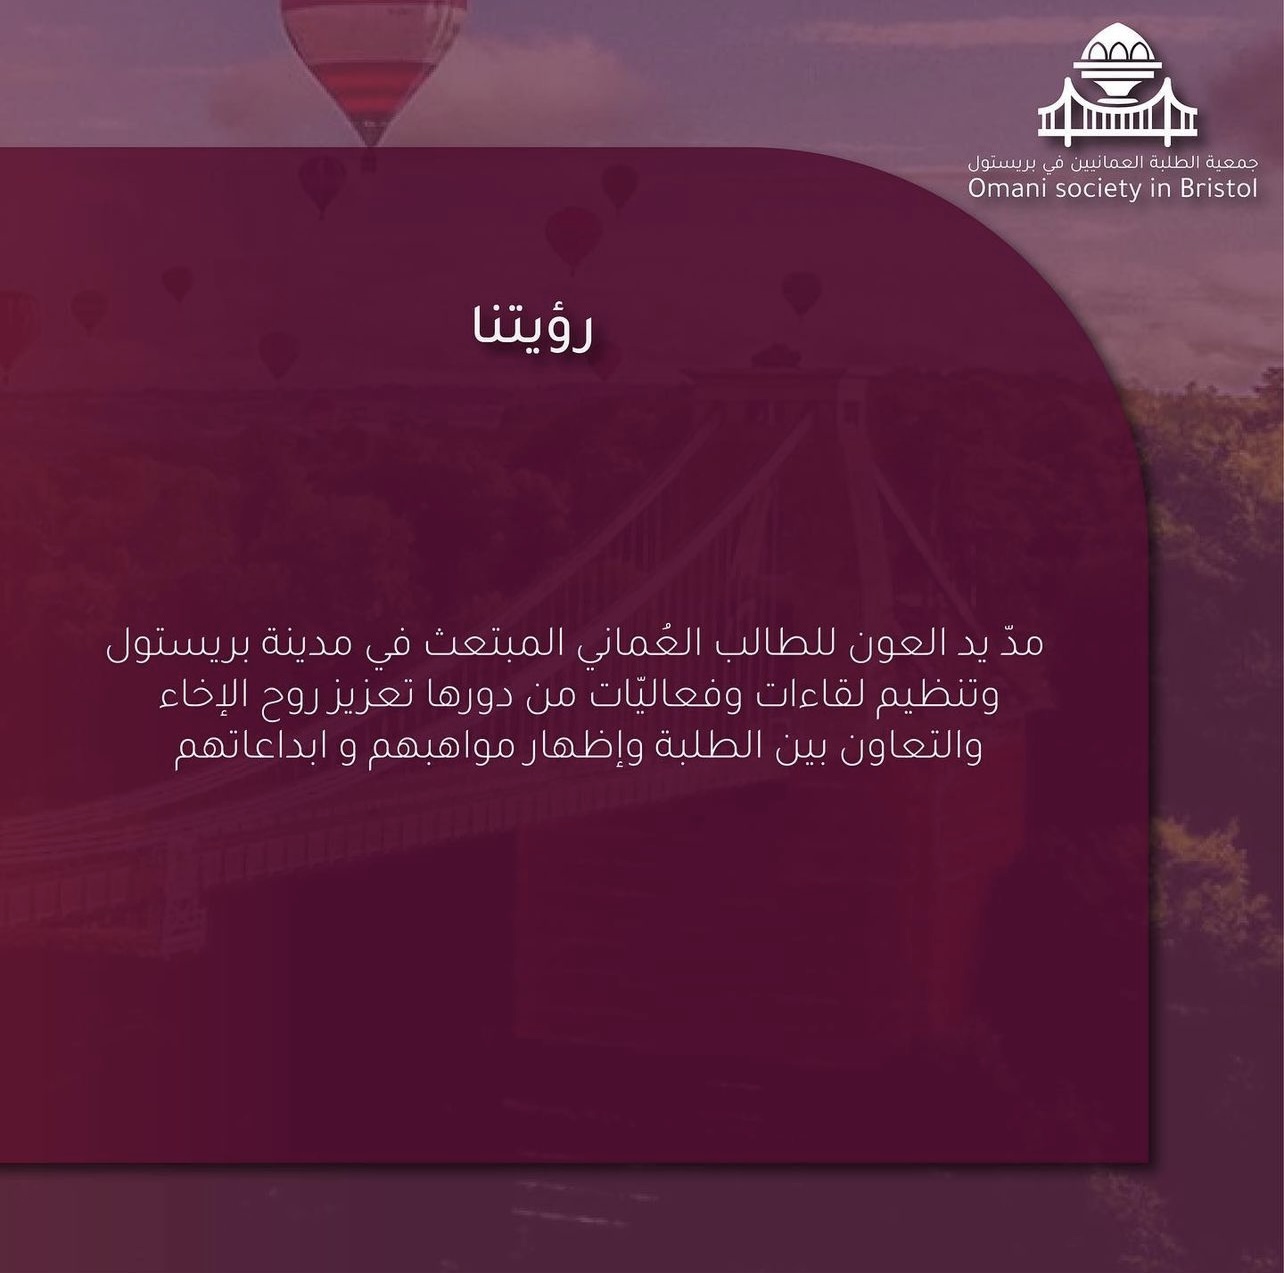 جمعية الطلبة العمانيين في بريستول
Omani society in Bristol
رؤيتنا
مدّ يد العون للطالب العُماني المبتعث في مدينة بريستول
وتنظيم لقاءات وفعاليّات من دورها تعزيز روح الإخاء
والتعاون بين الطلبة وإظهار مواهبهم و ابداعاتهم